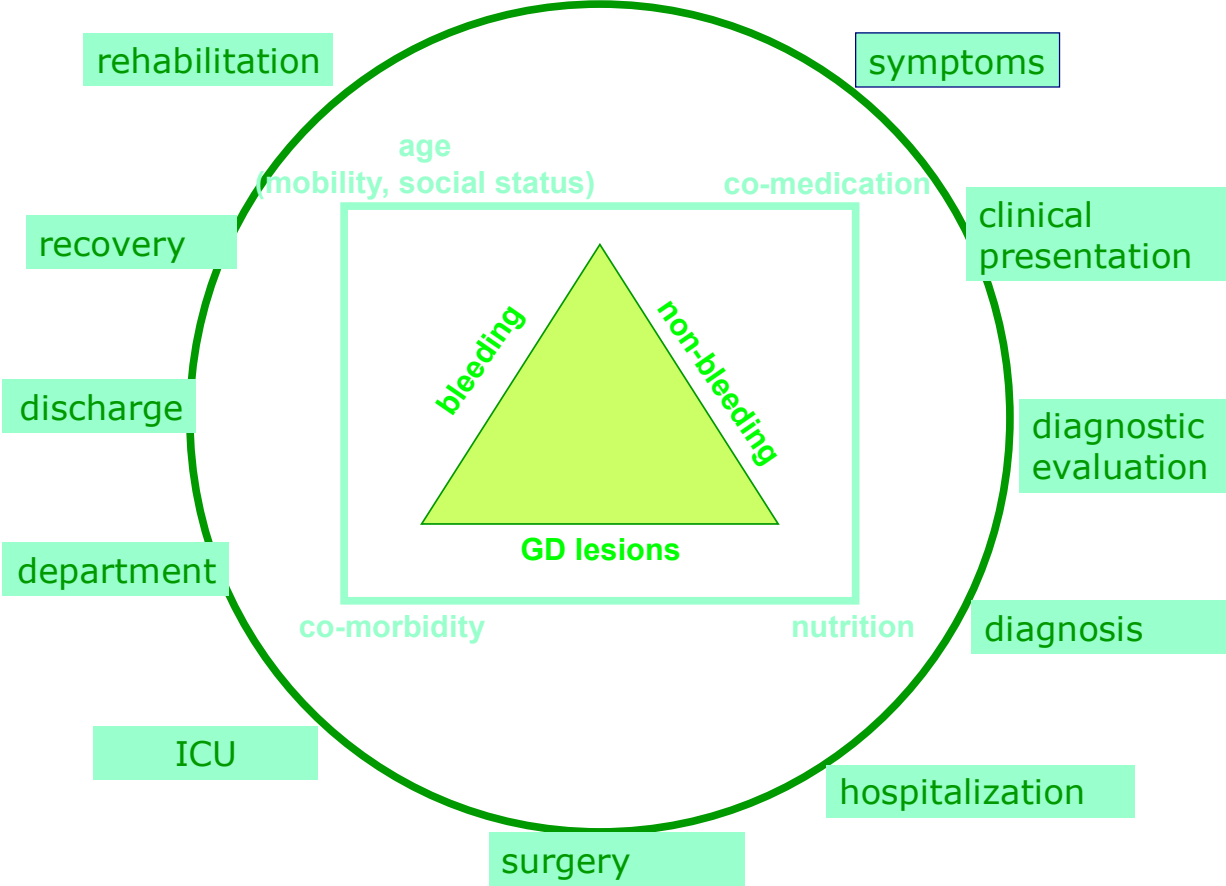 rehabilitation
symptoms
age
(mobility, social status)
co-medication
clinical
presentation
recovery
bleeding
non-bleeding
discharge
diagnostic
evaluation
GD lesions
department
co-morbidity
nutrition
diagnosis
ICU
hospitalization
surgery